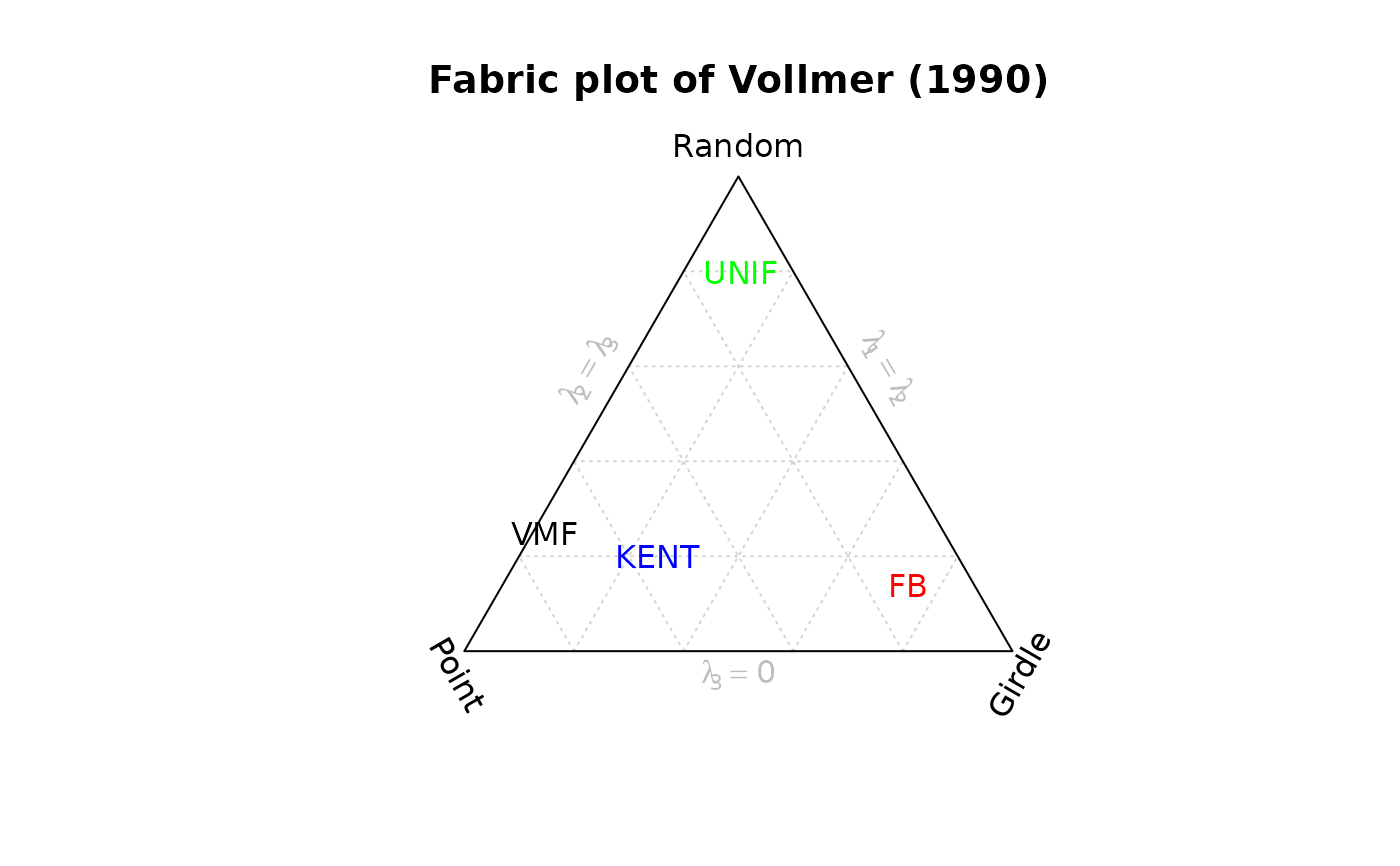 Fabric plot of Vollmer (1990)
Random
UNIF
λ2 = λ3
λ1 = λ2
VMF
KENT
FB
Point
λ3 = 0
Girdle